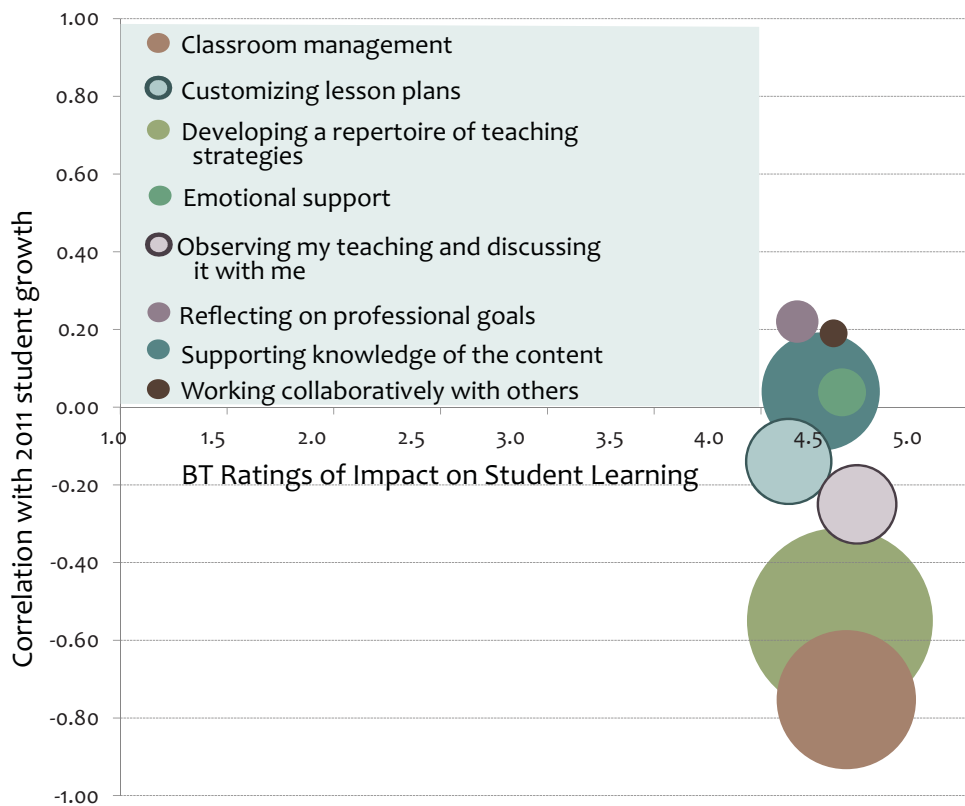 1.00
Classroom management
0.80
Customizing lesson plans
Developing a repertoire of teaching
strategies
0.60
Emotional support
0.40
Observing my teaching and discussing
it with me
Reflecting on professional goals
0.20
Supporting knowledge of the content
Working collaboratively with others
0.00
1.0 1.5 2.0 2.5 3.0 3.5 4.0 4.5 5.0
BT Ratings of Impact on Student Learning
-0.20
-0.40
-0.60
-0.80
-1.00
Correlation with 2011 student growth